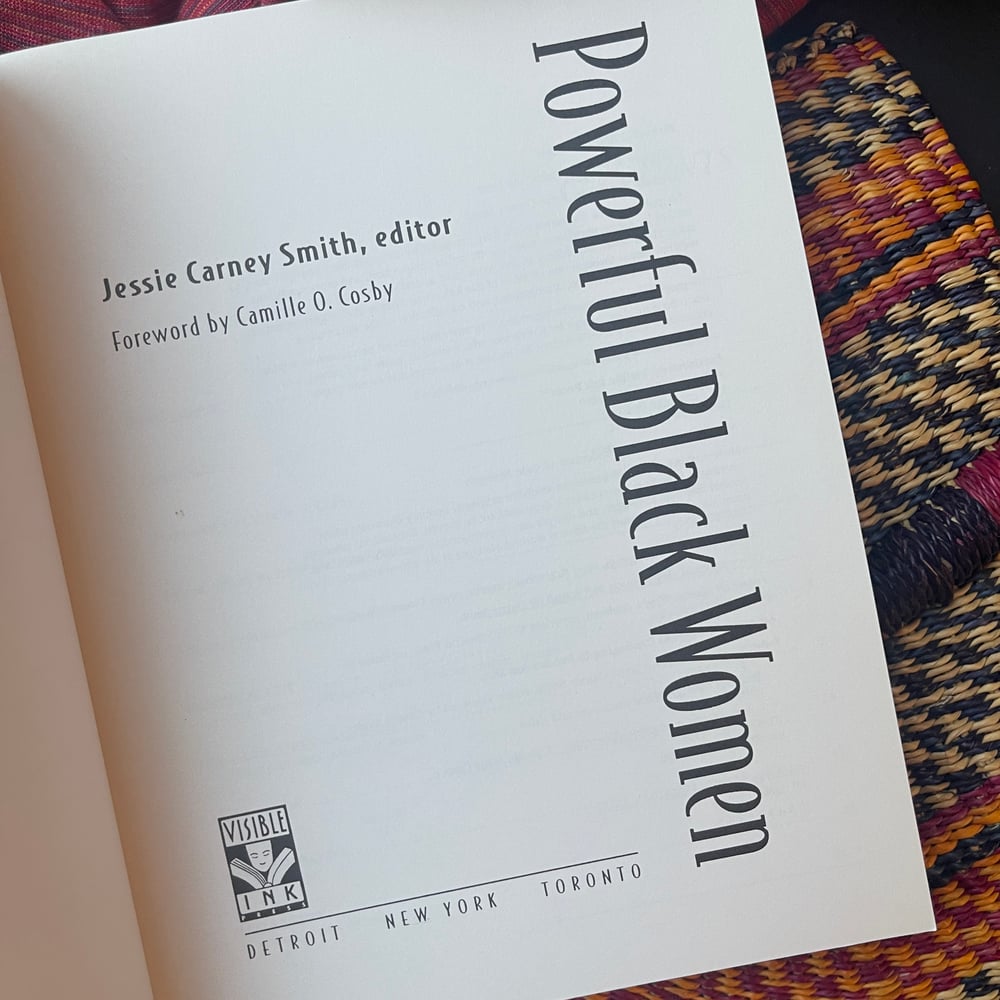 Powerful Black Women
Jessie Carney Smith, editor
Foreword by Camille O. Cosby
VISIBLE
INK
PRESS
DETROIT NEW YORK TORONTO